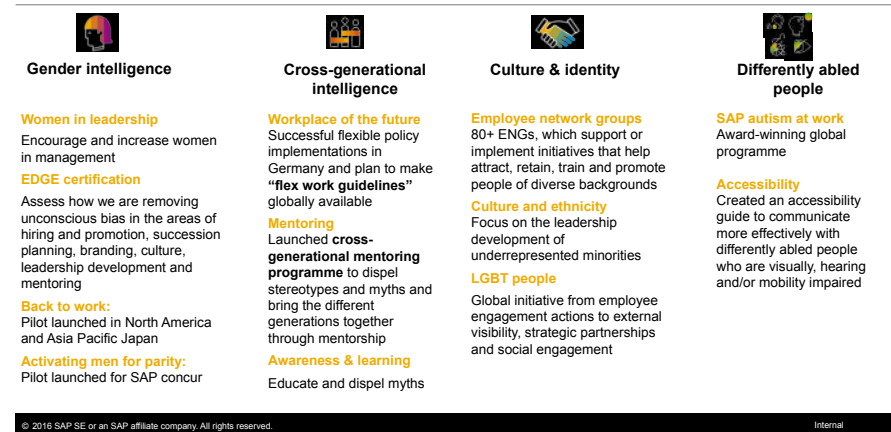 Gender intelligence
Women in leadership
Encourage and increase women
in management
EDGE certification
Assess how we are removing
unconscious bias in the areas of
hiring and promotion, succession
planning, branding, culture,
leadership development and
mentoring
Back to work:
Pilot launched in North America
and Asia Pacific Japan
Activating men for parity:
Pilot launched for SAP concur
Cross-generational
intelligence
Workplace of the future
Successful flexible policy
implementations in
Germany and plan to make
“flex work guidelines”
globally available
Mentoring
Launched cross-
generational mentoring
programme to dispel
stereotypes and myths and
bring the different
generations together
through mentorship
Awareness & learning
Educate and dispel myths
Culture & identity
Employee network groups
80+ ENGs, which support or
implement initiatives that help
attract, retain, train and promote
people of diverse backgrounds
Culture and ethnicity
Focus on the leadership
development of
underrepresented minorities
LGBT people
Global initiative from employee
engagement actions to external
visibility, strategic partnerships
and social engagement
Differently abled
people
SAP autism at work
Award-winning global
programme
Accessibility
Created an accessibility
guide to communicate
more effectively with
differently abled people
who are visually, hearing
and/or mobility impaired
© 2016 SAP SE or an SAP affiliate company. All rights reserved.
Internal